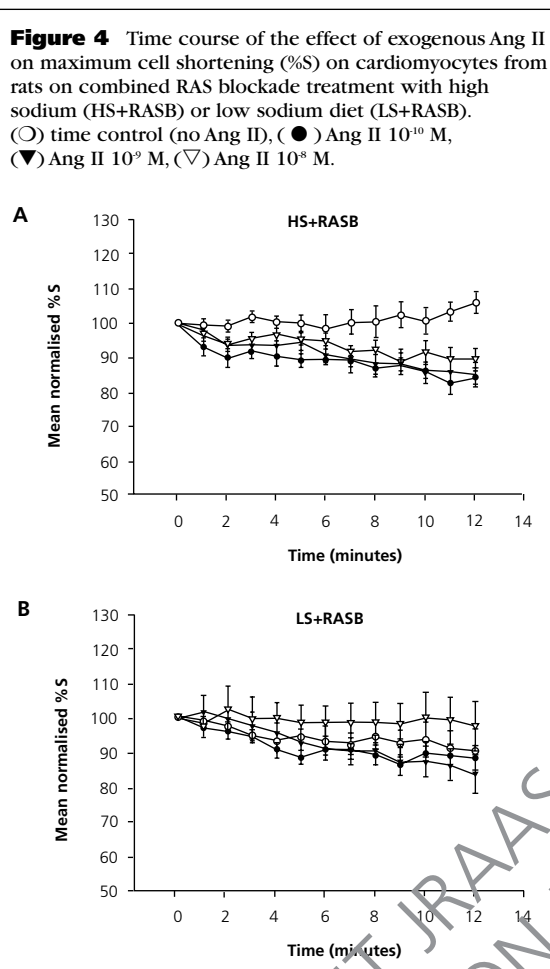 Figure 4 Time course of the effect of exogenous Ang II
on maximum cell shortening (%S) on cardiomyocytes from
rats on combined RAS blockade treatment with high
sodium (HS+RASB) or low sodium diet (LS+RASB).
(○) time control (no Ang II), ( ● ) Ang II 10⁻¹⁰ M,
(▼) Ang II 10⁻⁹ M, (▽) Ang II 10⁻⁸ M.
A
HS+RASB
130
120
110
100
90
80
70
60
50
Mean normalised %S
0 2 4 6 8 10 12 14
Time (minutes)
B
LS+RASB
130
120
110
100
90
80
70
60
50
Mean normalised %S
0 2 4 6 8 10 12 14
Time (minutes)
JRAAS